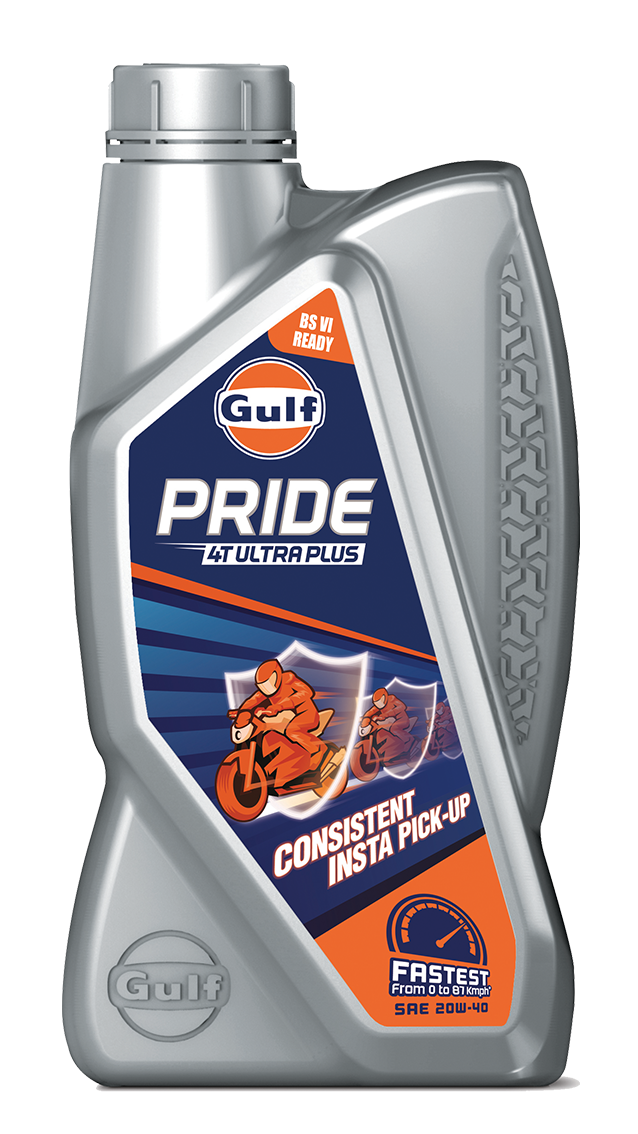 BS VI
READY
Gulf
PRIDE
4T ULTRA PLUS
CONSISTENT
INSTA PICK-UP
FASTEST
From 0 to 87 Kmph*
SAE 20W-40
Gulf